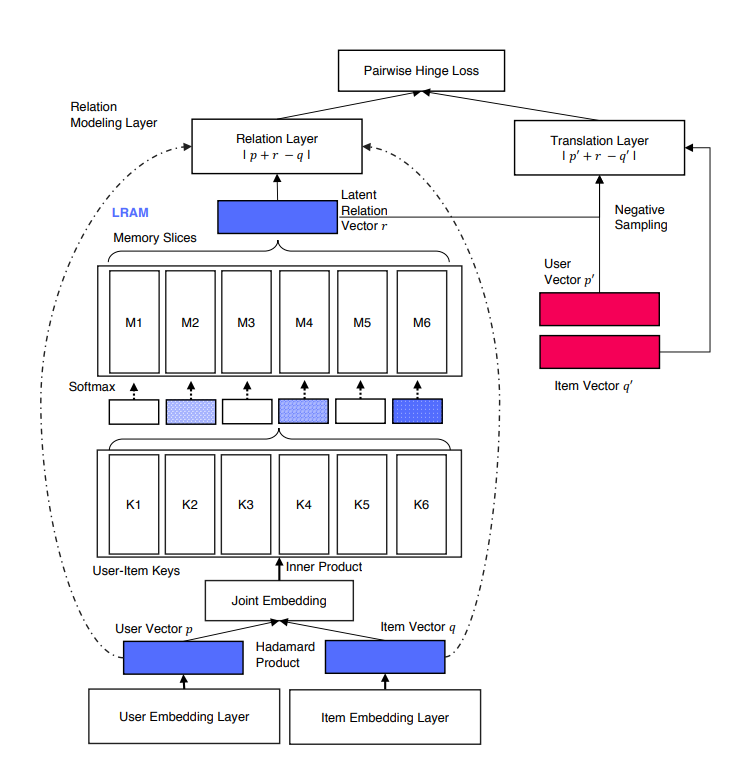 Pairwise Hinge Loss
Relation
Modeling Layer
Relation Layer
| p + r − q |
Translation Layer
| p′ + r − q′ |
LRAM
Latent
Relation
Vector r
Memory Slices
Negative
Sampling
User
Vector p′
M1 M2 M3 M4 M5 M6
Item Vector q′
Softmax
K1 K2 K3 K4 K5 K6
User-Item Keys
Inner Product
Joint Embedding
User Vector p
Item Vector q
Hadamard
Product
User Embedding Layer
Item Embedding Layer